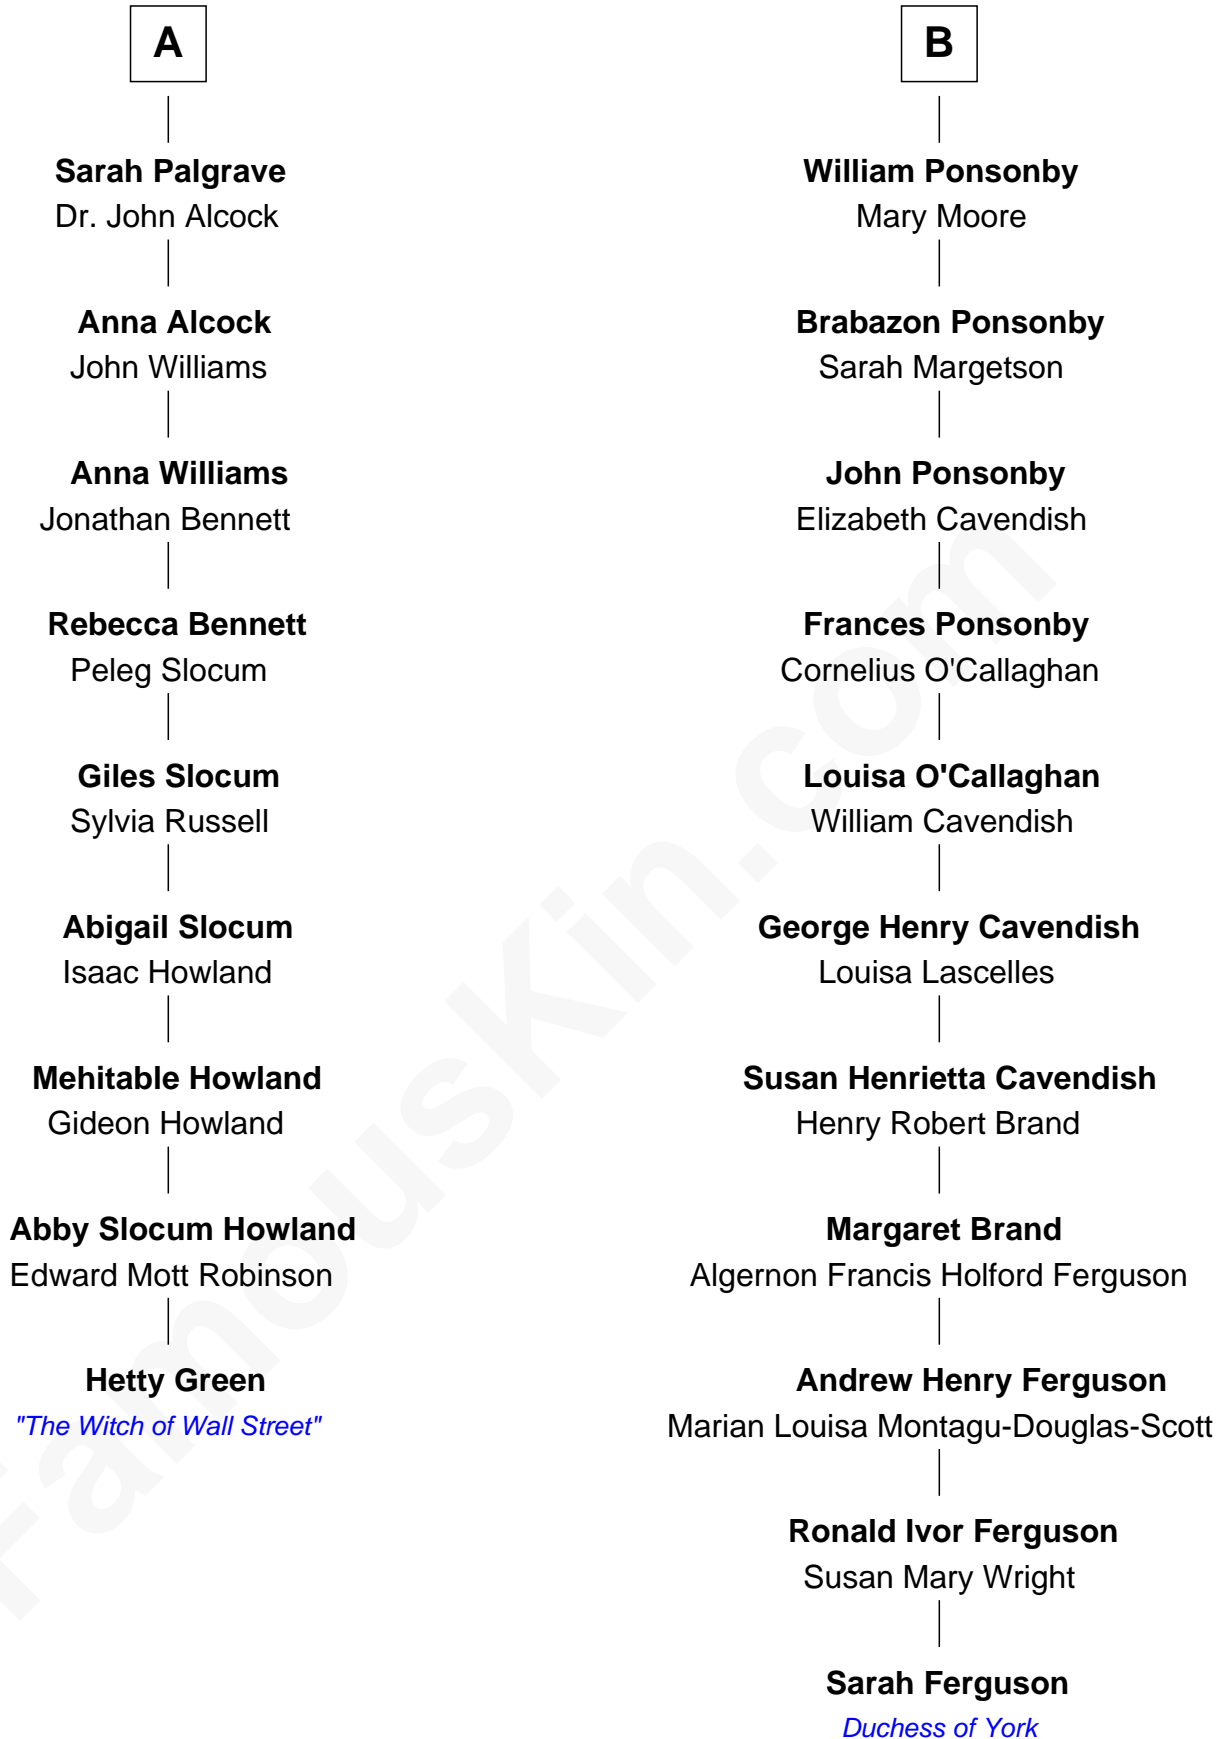 A
Sarah Palgrave
Dr. John Alcock
Anna Alcock
John Williams
Anna Williams
Jonathan Bennett
Rebecca Bennett
Peleg Slocum
Giles Slocum
Sylvia Russell
Abigail Slocum
Isaac Howland
Mehitable Howland
Gideon Howland
Abby Slocum Howland
Edward Mott Robinson
Hetty Green
"The Witch of Wall Street"
B
William Ponsonby
Mary Moore
Brabazon Ponsonby
Sarah Margetson
John Ponsonby
Elizabeth Cavendish
Frances Ponsonby
Cornelius O'Callaghan
Louisa O'Callaghan
William Cavendish
George Henry Cavendish
Louisa Lascelles
Susan Henrietta Cavendish
Henry Robert Brand
Margaret Brand
Algernon Francis Holford Ferguson
Andrew Henry Ferguson
Marian Louisa Montagu-Douglas-Scott
Ronald Ivor Ferguson
Susan Mary Wright
Sarah Ferguson
Duchess of York
FamousKin.com